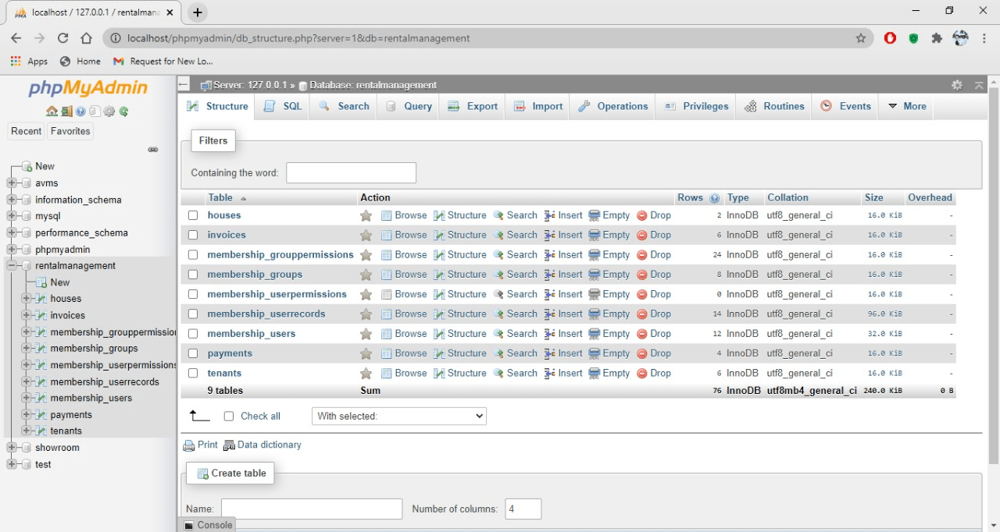 localhost / 127.0.0.1 / rentalmana
localhost/phpmyadmin/db_structure.php?server=1&db=rentalmanagement
Apps Home Request for New Lo...
phpMyAdmin
Recent Favorites
New
avms
information_schema
mysql
performance_schema
phpmyadmin
rentalmanagement
New
houses
invoices
membership_grouppermission
membership_groups
membership_userpermissions
membership_userrecords
membership_users
payments
tenants
showroom
test
Server: 127.0.0.1 » Database: rentalmanagement
Structure SQL Search Query Export Import Operations Privileges Routines Events More
Filters
Containing the word:
Table Action Rows Type Collation Size Overhead
houses Browse Structure Search Insert Empty Drop 2 InnoDB utf8_general_ci 16.0 KiB -
invoices Browse Structure Search Insert Empty Drop 6 InnoDB utf8_general_ci 16.0 KiB -
membership_grouppermissions Browse Structure Search Insert Empty Drop 24 InnoDB utf8_general_ci 16.0 KiB -
membership_groups Browse Structure Search Insert Empty Drop 8 InnoDB utf8_general_ci 16.0 KiB -
membership_userpermissions Browse Structure Search Insert Empty Drop 0 InnoDB utf8_general_ci 16.0 KiB -
membership_userrecords Browse Structure Search Insert Empty Drop 14 InnoDB utf8_general_ci 96.0 KiB -
membership_users Browse Structure Search Insert Empty Drop 12 InnoDB utf8_general_ci 32.0 KiB -
payments Browse Structure Search Insert Empty Drop 4 InnoDB utf8_general_ci 16.0 KiB -
tenants Browse Structure Search Insert Empty Drop 6 InnoDB utf8_general_ci 16.0 KiB -
9 tables Sum 76 InnoDB utf8mb4_general_ci 240.0 KiB 0 B
Check all With selected:
Print Data dictionary
Create table
Name: Number of columns: 4
Console